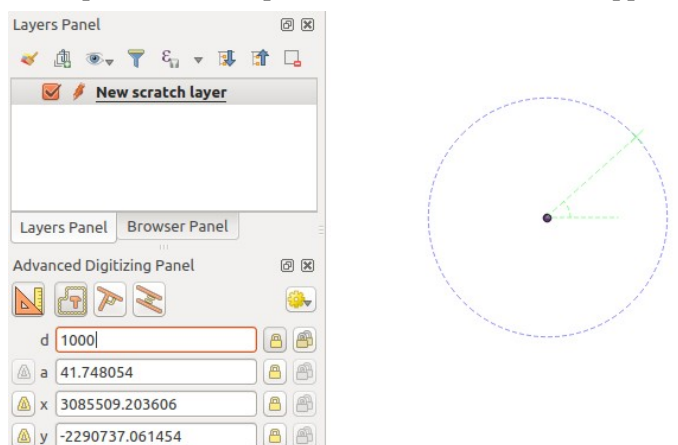 Layers Panel
New scratch layer
Layers Panel Browser Panel
Advanced Digitizing Panel
d 1000
a 41.748054
x 3085509.203606
y -2290737.061454